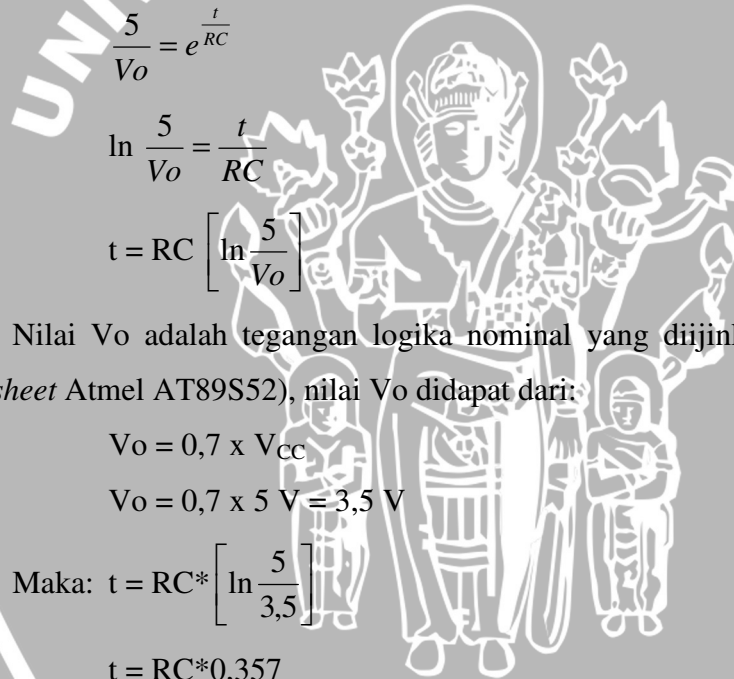 UNI
5/Vo = e^(t/RC)
ln 5/Vo = t/RC
t = RC [ln 5/Vo]
Nilai Vo adalah tegangan logika nominal yang
sheet Atmel AT89S52), nilai Vo didapat dari:
Vo = 0,7 x V_CC
Vo = 0,7 x 5 V = 3,5 V
Maka: t = RC* [ln 5/3,5]
t = RC*0,357